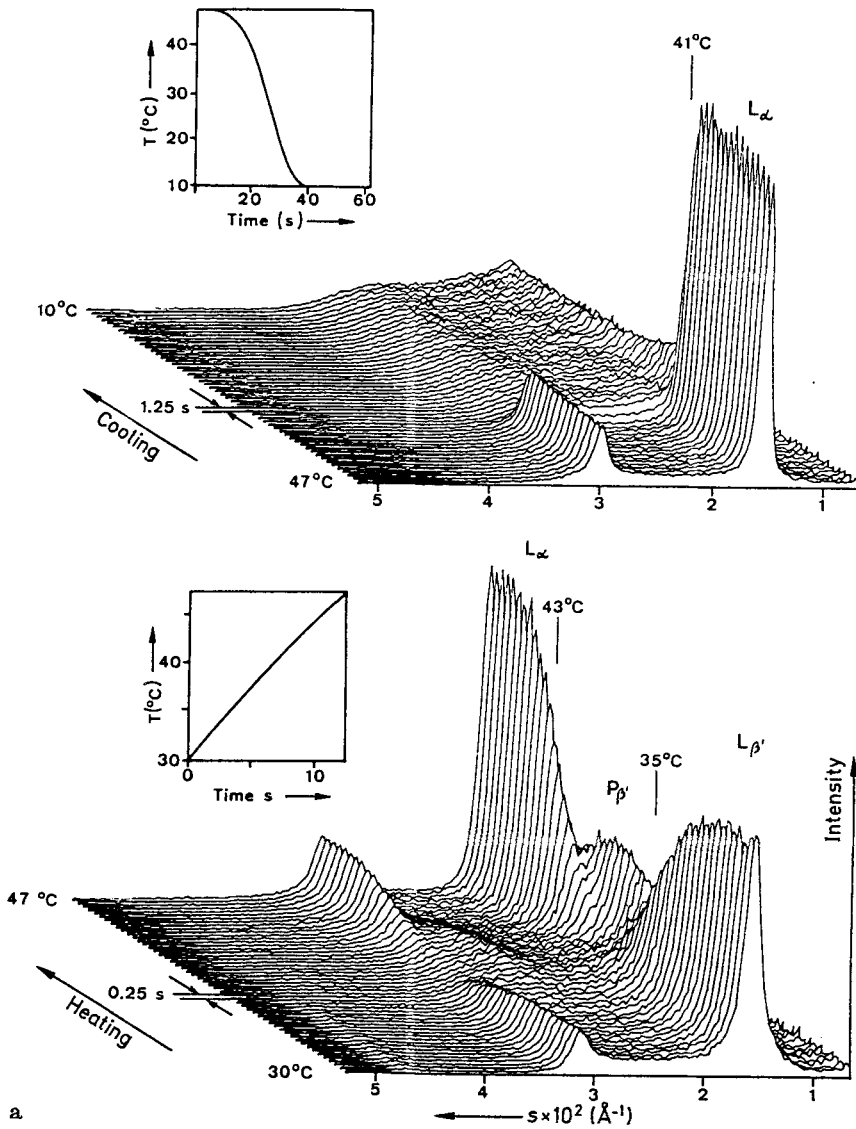 T (°C)
40
30
20
10
20
40
60
Time (s)
41°C
Lα
10°C
1.25 s
Cooling
47°C
5
4
3
2
1
Lα
43°C
T (°C)
40
30
0
10
Time s
Lβ'
35°C
Pβ'
Intensity
47 °C
0.25 s
Heating
30°C
5
4
3
2
1
a
s×10² (Å⁻¹)